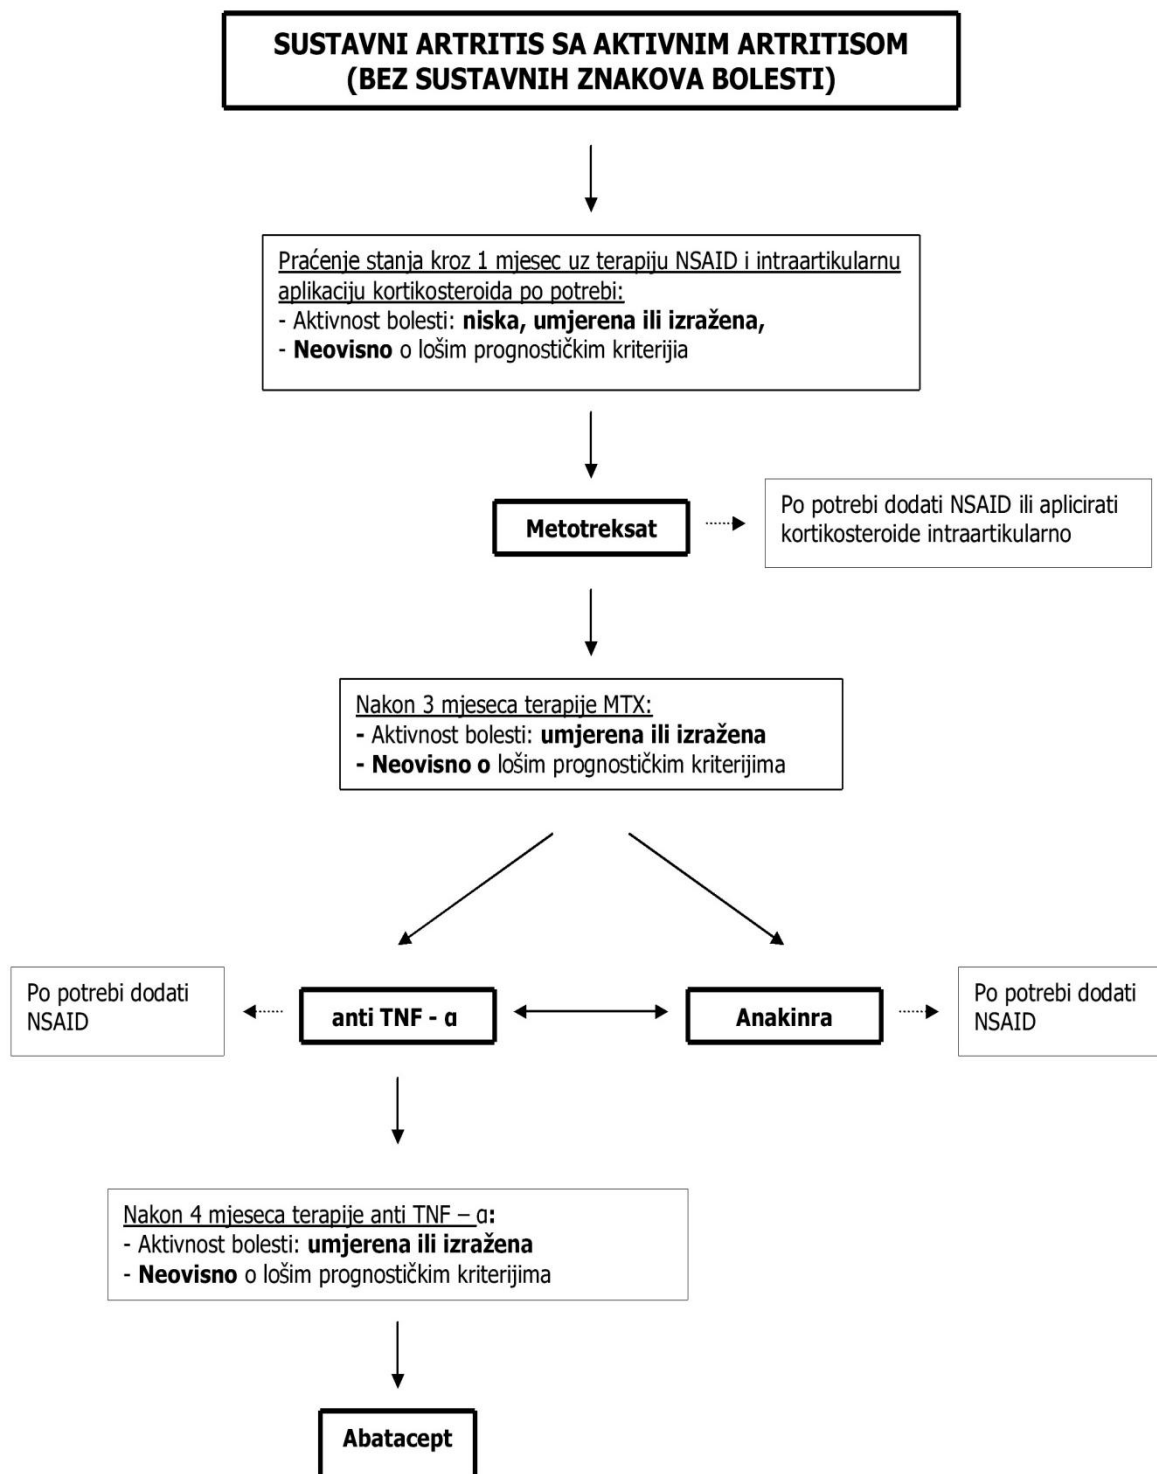 SUSTAVNI ARTRITIS SA AKTIVNIM ARTRITISOM
(BEZ SUSTAVNIH ZNAKOVA BOLESTI)
Praćenje stanja kroz 1 mjesec uz terapiju NSAID i intraartikularnu
aplikaciju kortikosteroida po potrebi:
- Aktivnost bolesti: niska, umjerena ili izražena,
- Neovisno o lošim prognostičkim kriterijia
Metotreksat
Po potrebi dodati NSAID ili aplicirati
kortikosteroide intraartikularno
Nakon 3 mjeseca terapije MTX:
- Aktivnost bolesti: umjerena ili izražena
- Neovisno o lošim prognostičkim kriterijima
Po potrebi dodati
NSAID
anti TNF - α
Anakinra
Po potrebi dodati
NSAID
Nakon 4 mjeseca terapije anti TNF – α:
- Aktivnost bolesti: umjerena ili izražena
- Neovisno o lošim prognostičkim kriterijima
Abatacept